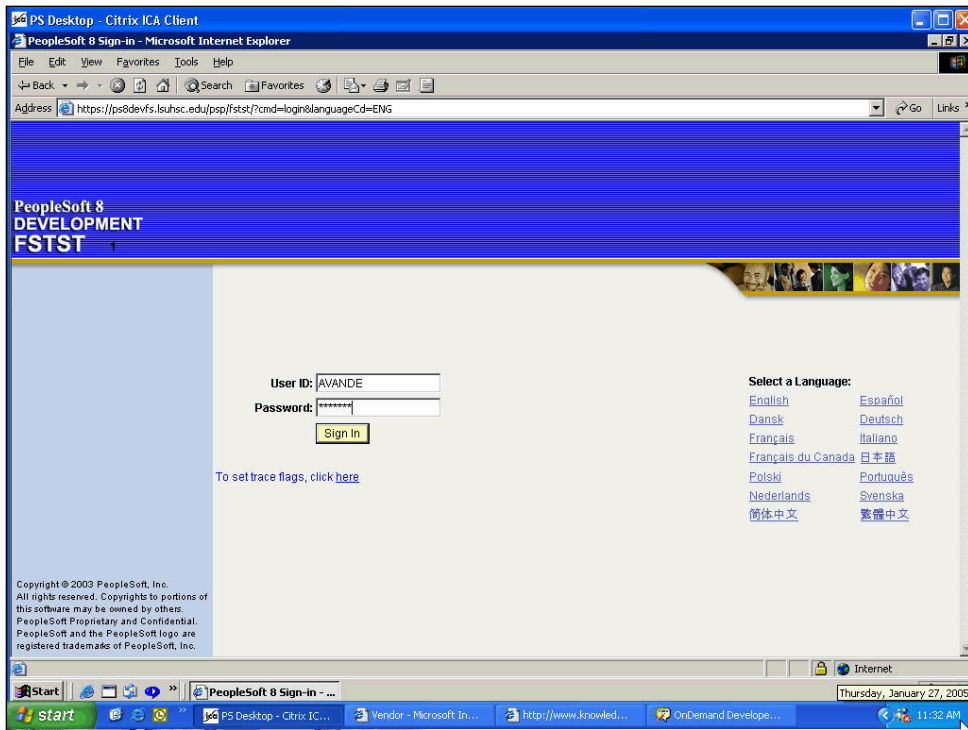 PS Desktop - Citrix ICA Client
PeopleSoft 8 Sign-in - Microsoft Internet Explorer
File Edit View Favorites Tools Help
Back Search Favorites
Address https://ps8devfs.lsuhsc.edu/psp/fstst/?cmd=login&languageCd=ENG Go Links
PeopleSoft 8
DEVELOPMENT
FSTST 1
User ID: AVANDE
Password: *******
Sign In
To set trace flags, click here
Select a Language:
English Español
Dansk Deutsch
Français Italiano
Français du Canada 日本語
Polski Português
Nederlands Svenska
简体中文 繁體中文
Copyright © 2003 PeopleSoft, Inc.
All rights reserved. Copyrights to portions of
this software may be owned by others.
PeopleSoft Proprietary and Confidential.
PeopleSoft and the PeopleSoft logo are
registered trademarks of PeopleSoft, Inc.
Internet
Start PeopleSoft 8 Sign-in - ...
Thursday, January 27, 2005
start PS Desktop - Citrix IC... Vendor - Microsoft In... http://www.knowled... OnDemand Develope... 11:32 AM